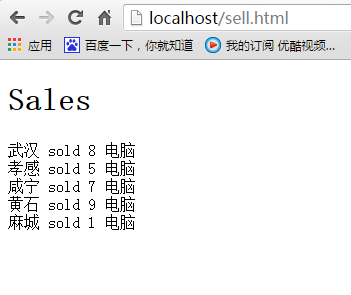 localhost/sell.html
应用 百度一下，你就知道 我的订阅 优酷视频...
Sales
武汉 sold 8 电脑
孝感 sold 5 电脑
咸宁 sold 7 电脑
黄石 sold 9 电脑
麻城 sold 1 电脑